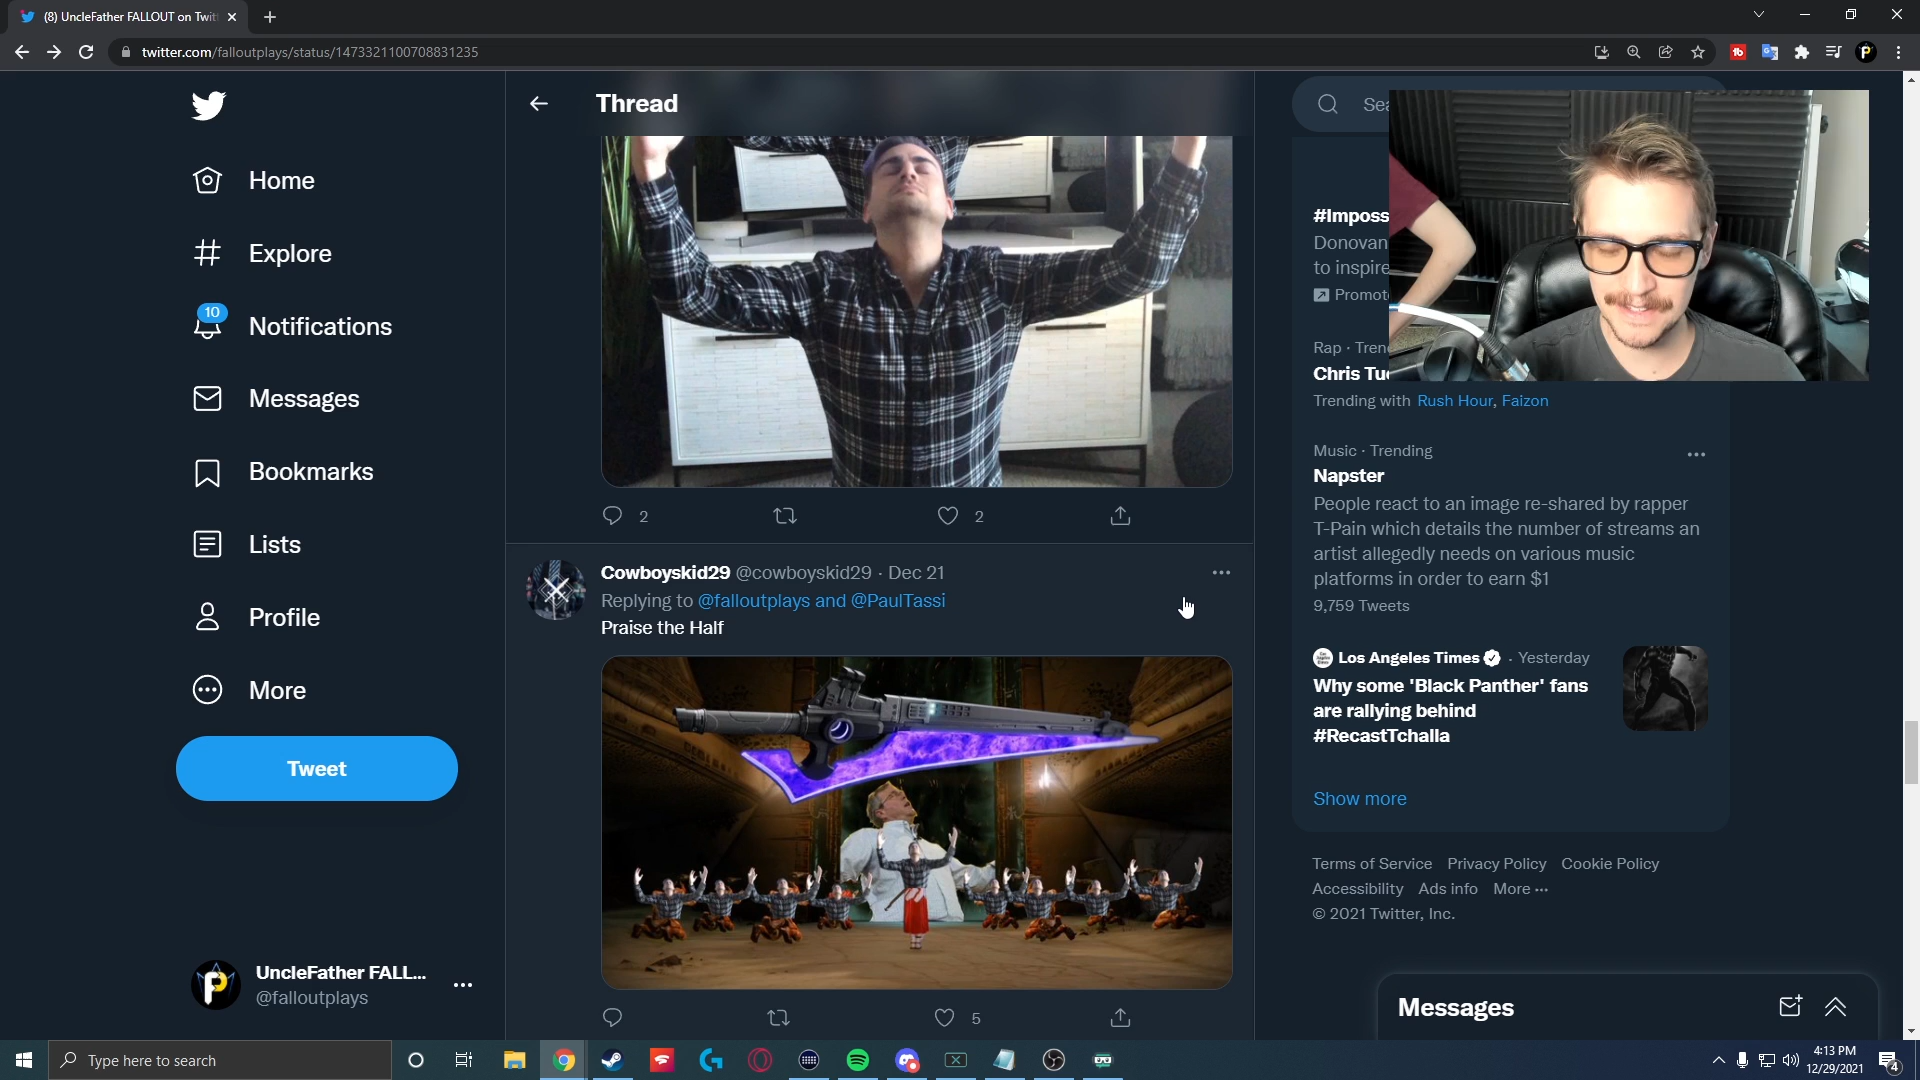 (8) UncleFather FALLOUT on Twit
twitter.com/falloutplays/status/1473321100708831235
Home
Explore
10
Notifications
Messages
Bookmarks
Lists
Profile
More
Tweet
UncleFather FALL...
@falloutplays
Thread
2
2
Cowboyskid29 @cowboyskid29 · Dec 21
Replying to @falloutplays and @PaulTassi
Praise the Half
5
#Imposs
Donovan
to inspire
Promot
Rap · Tren
Chris Tu
Trending with Rush Hour, Faizon
Music · Trending
Napster
People react to an image re-shared by rapper
T-Pain which details the number of streams an
artist allegedly needs on various music
platforms in order to earn $1
9,759 Tweets
Los Angeles Times · Yesterday
Why some 'Black Panther' fans
are rallying behind
#RecastTchalla
Show more
Terms of Service Privacy Policy Cookie Policy
Accessibility Ads info More ···
© 2021 Twitter, Inc.
Messages
Type here to search
4:13 PM
12/29/2021
4